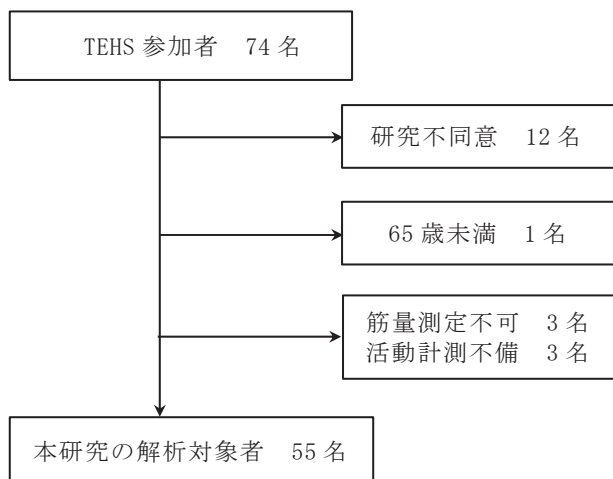 TEHS 参加者　74 名
研究不同意　12 名
65 歳未満　1 名
筋量測定不可　3 名
活動計測不備　3 名
本研究の解析対象者　55 名